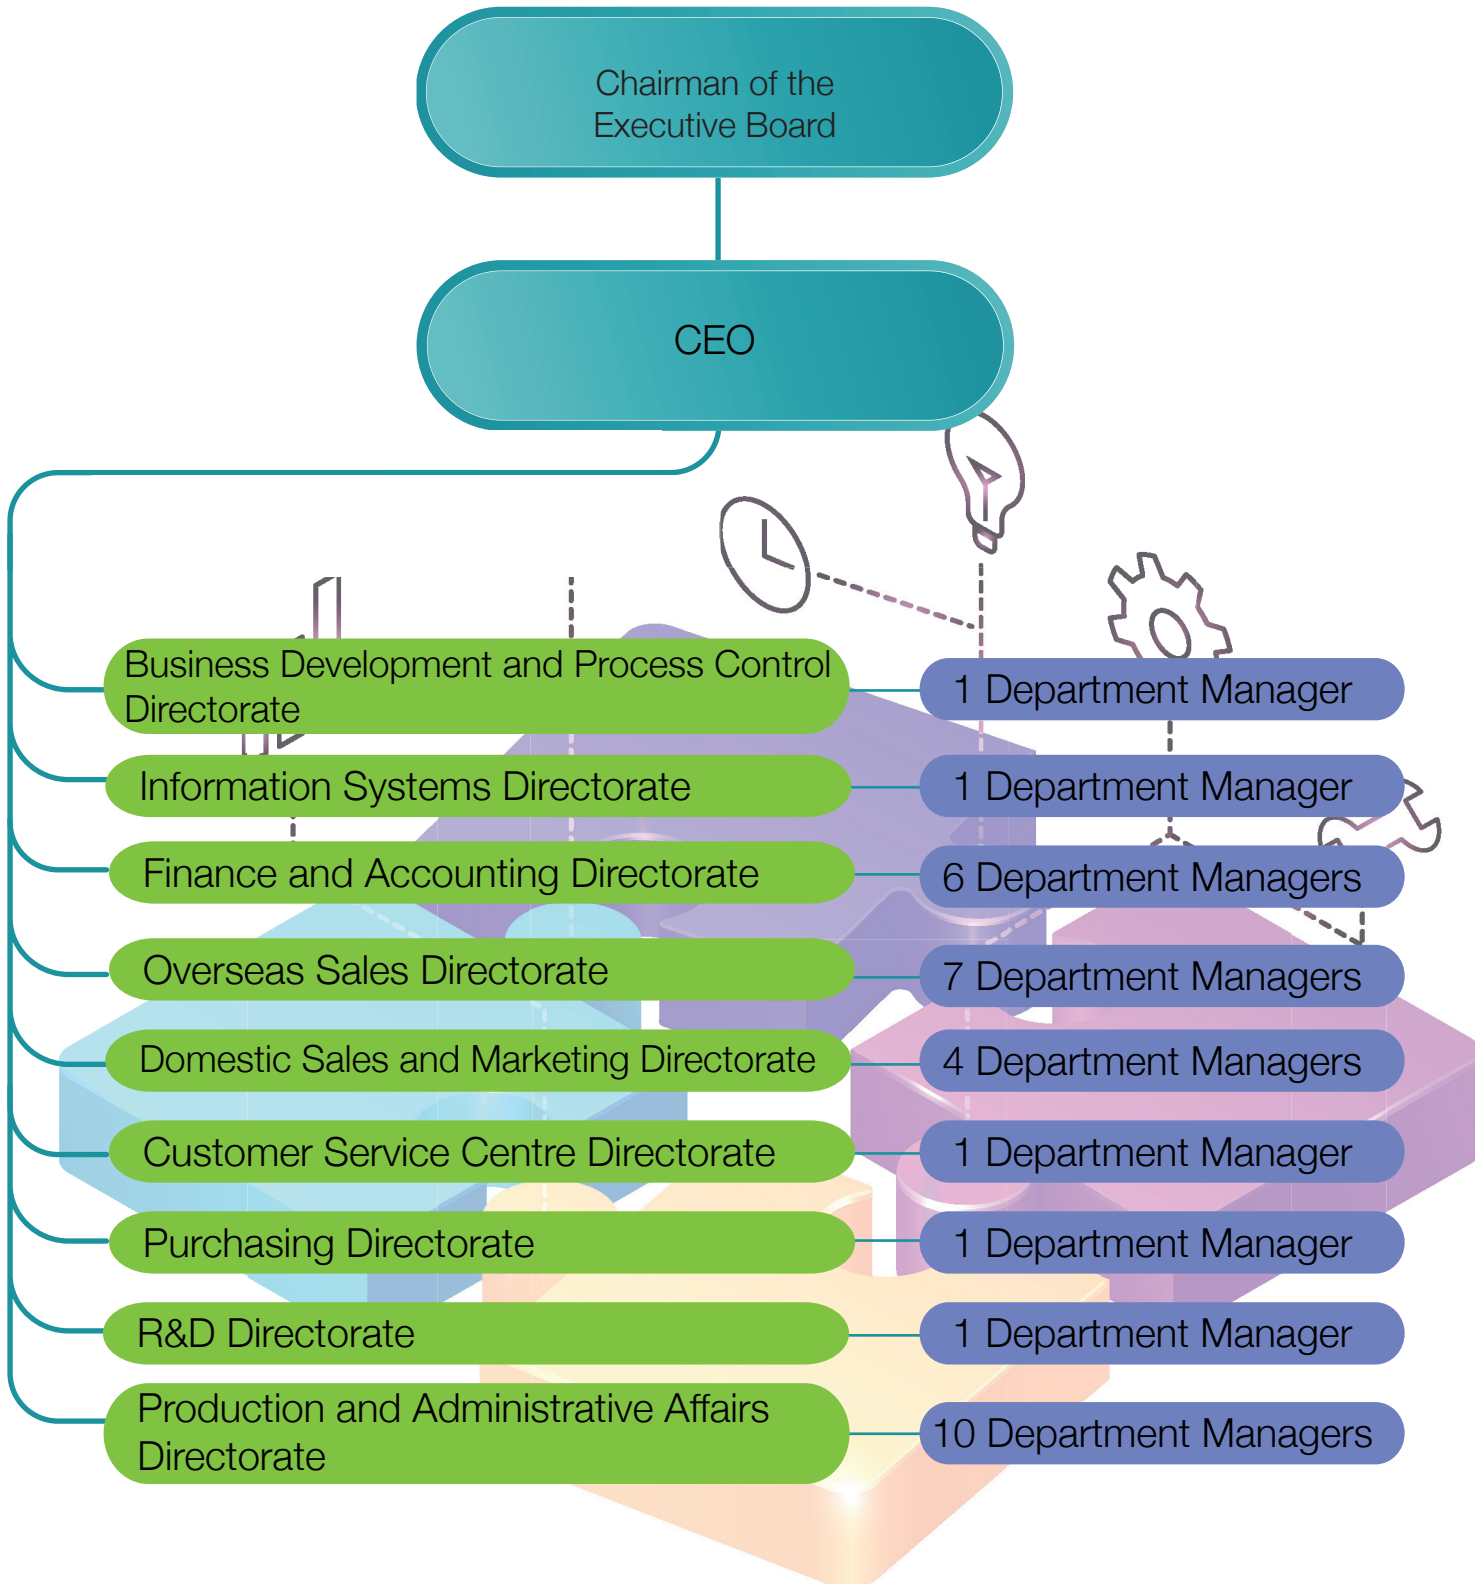 Chairman of the
Executive Board
CEO
Business Development and Process Control
Directorate
1 Department Manager
Information Systems Directorate
1 Department Manager
Finance and Accounting Directorate
6 Department Managers
Overseas Sales Directorate
7 Department Managers
Domestic Sales and Marketing Directorate
4 Department Managers
Customer Service Centre Directorate
1 Department Manager
Purchasing Directorate
1 Department Manager
R&D Directorate
1 Department Manager
Production and Administrative Affairs
Directorate
10 Department Managers